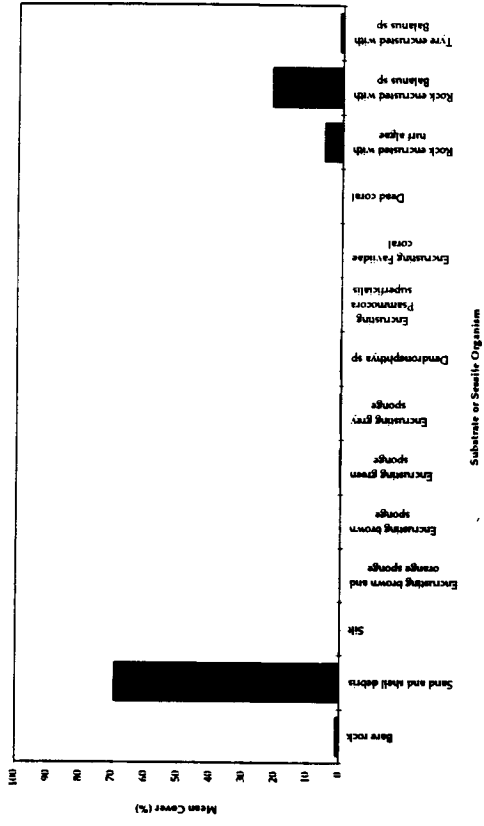 Mean Cover (%)
100
90
80
70
60
50
40
30
20
10
0
Bare rock
Sand and shell debris
Silt
Encrusting brown and
orange sponge
Encrusting brown
sponge
Encrusting green
sponge
Encrusting grey
sponge
Dendronephthya sp
Encrusting
Psammocora
superficialis
Encrusting Faviidae
coral
Dead coral
Rock encrusted with
turf algae
Rock encrusted with
Balanus sp
Tyre encrusted with
Balanus sp
Substrate or Sessile Organism